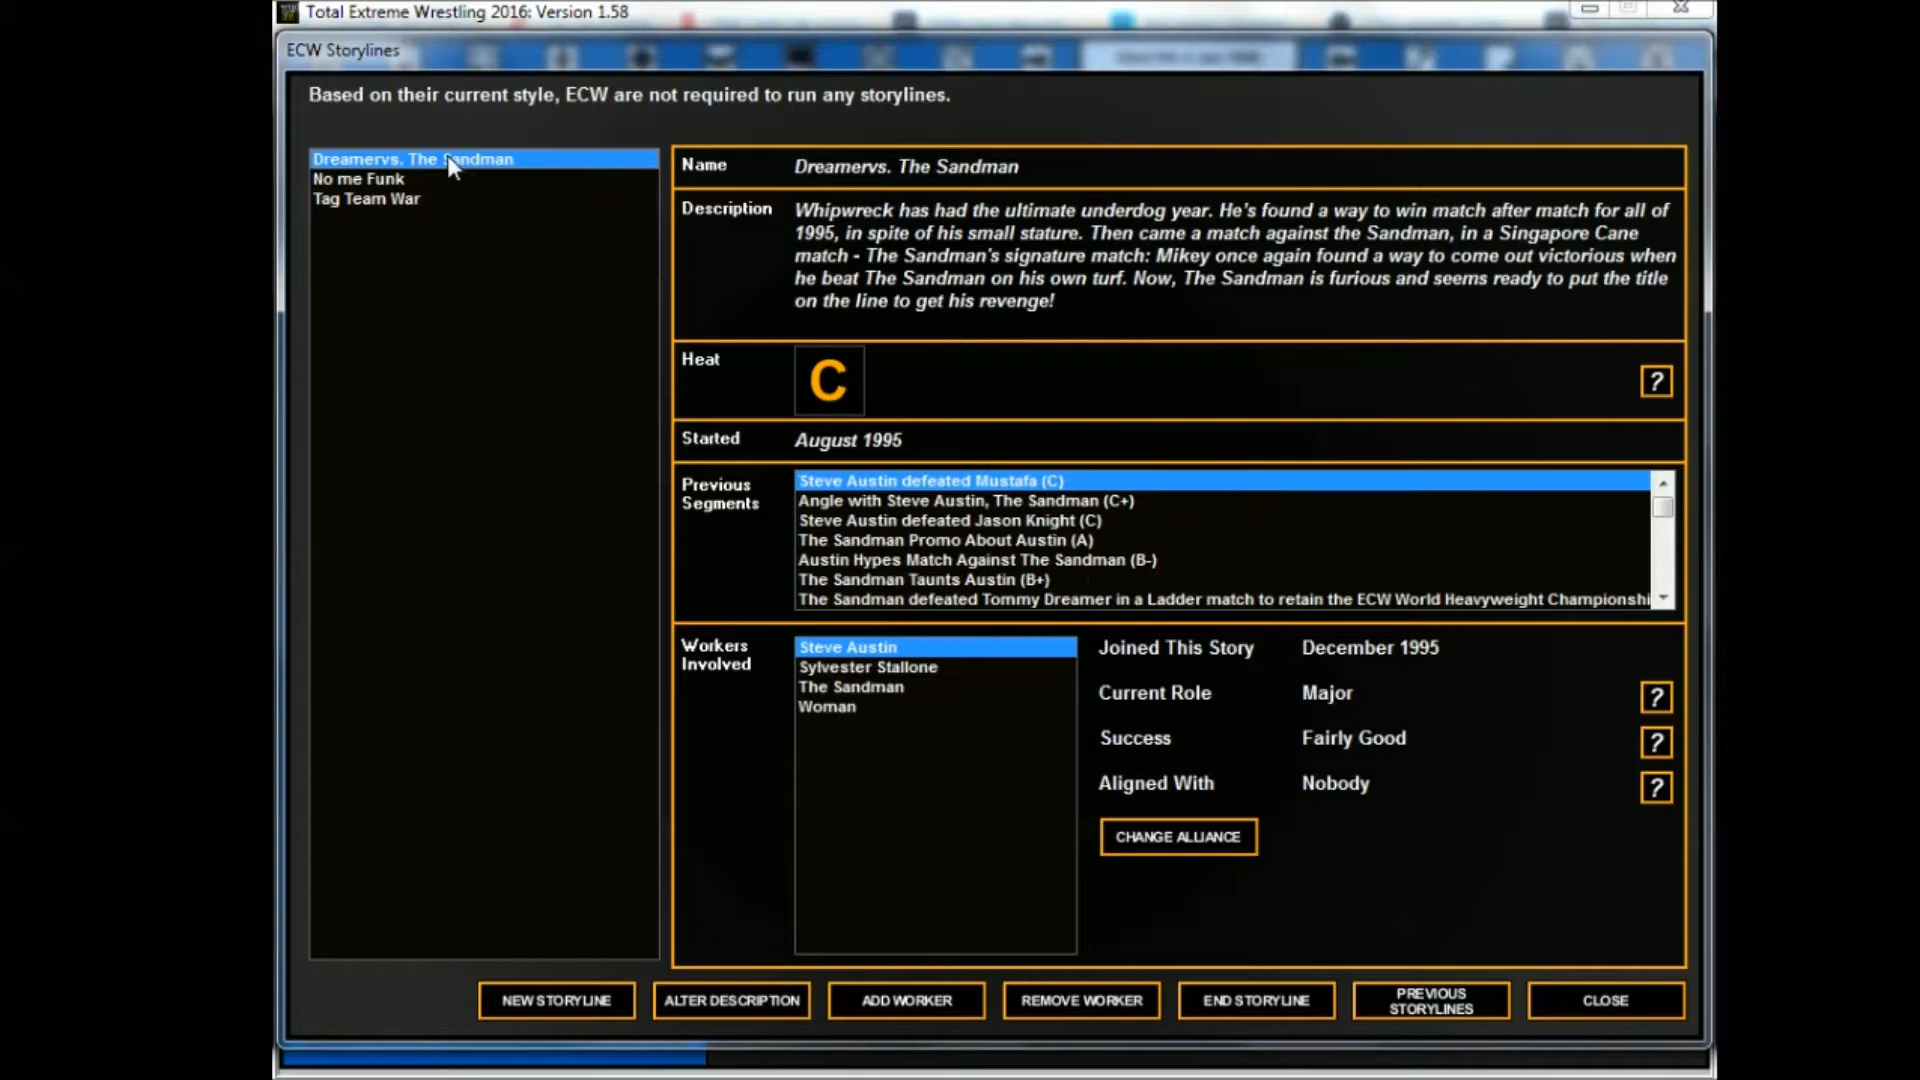 Total Extreme Wrestling 2016: Version 1.58
ECW Storylines
Based on their current style, ECW are not required to run any storylines.
Dreamervs. The Sandman
No me Funk
Tag Team War
Name
Dreamervs. The Sandman
Description
Whipwreck has had the ultimate underdog year. He's found a way to win match after match for all of
1995, in spite of his small stature. Then came a match against the Sandman, in a Singapore Cane
match - The Sandman's signature match: Mikey once again found a way to come out victorious when
he beat The Sandman on his own turf. Now, The Sandman is furious and seems ready to put the title
on the line to get his revenge!
Heat
C
?
Started
August 1995
Previous
Segments
Steve Austin defeated Mustafa (C)
Angle with Steve Austin, The Sandman (C+)
Steve Austin defeated Jason Knight (C)
The Sandman Promo About Austin (A)
Austin Hypes Match Against The Sandman (B-)
The Sandman Taunts Austin (B+)
The Sandman defeated Tommy Dreamer in a Ladder match to retain the ECW World Heavyweight Championshi
Workers
Involved
Steve Austin
Sylvester Stallone
The Sandman
Woman
Joined This Story December 1995
Current Role Major ?
Success Fairly Good ?
Aligned With Nobody ?
CHANGE ALLIANCE
NEW STORYLINE
ALTER DESCRIPTION
ADD WORKER
REMOVE WORKER
END STORYLINE
PREVIOUS
STORYLINES
CLOSE